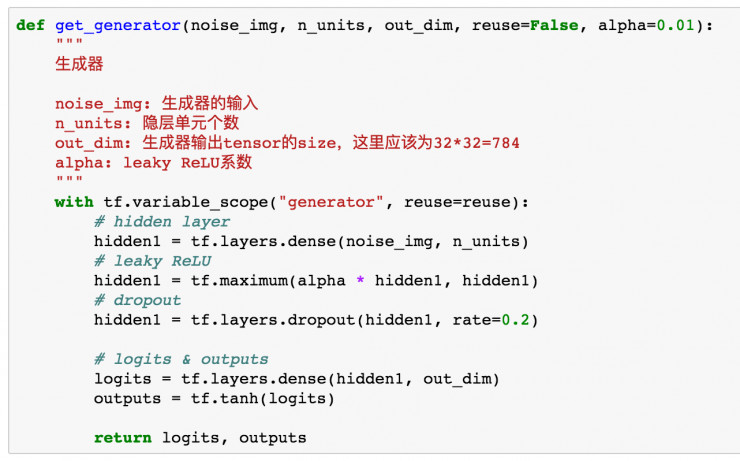 def get_generator(noise_img, n_units, out_dim, reuse=False, alpha=0.01):
    """
    生成器

    noise_img: 生成器的输入
    n_units: 隐层单元个数
    out_dim: 生成器输出tensor的size，这里应该为32*32=784
    alpha: leaky ReLU系数
    """
    with tf.variable_scope("generator", reuse=reuse):
        # hidden layer
        hidden1 = tf.layers.dense(noise_img, n_units)
        # leaky ReLU
        hidden1 = tf.maximum(alpha * hidden1, hidden1)
        # dropout
        hidden1 = tf.layers.dropout(hidden1, rate=0.2)

        # logits & outputs
        logits = tf.layers.dense(hidden1, out_dim)
        outputs = tf.tanh(logits)

        return logits, outputs